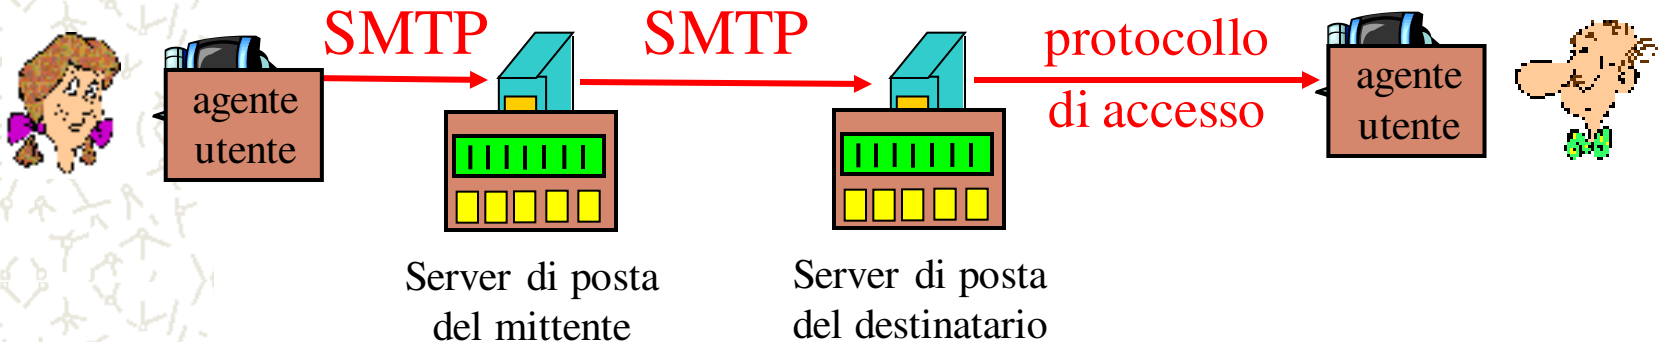 SMTP
SMTP
protocollo
di accesso
agente
utente
agente
utente
Server di posta
del mittente
Server di posta
del destinatario